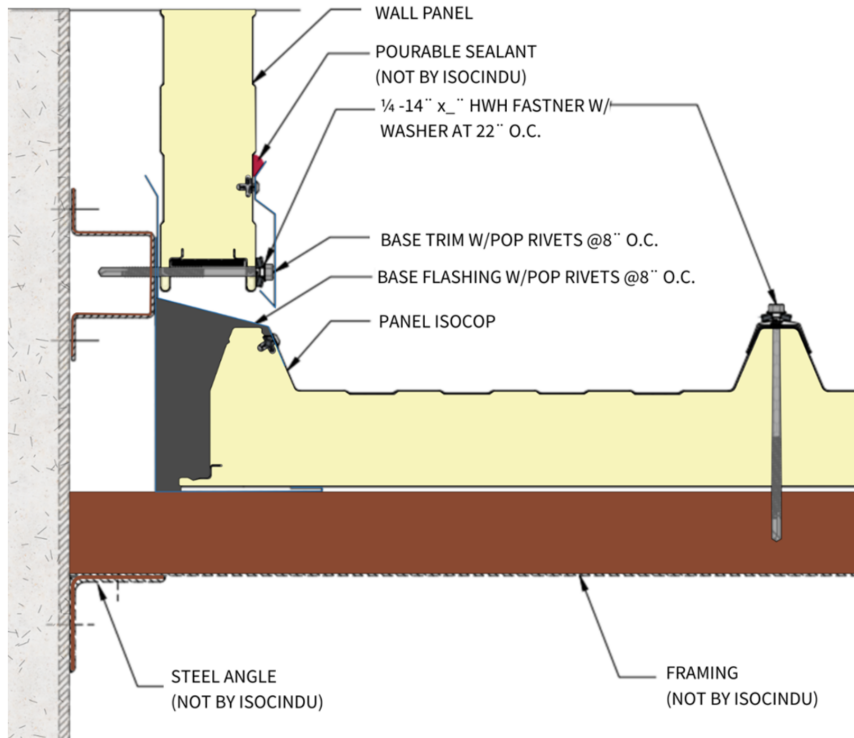 WALL PANEL
POURABLE SEALANT
(NOT BY ISOCINDU)
¼ -14¨ x_¨ HWH FASTNER W/
WASHER AT 22¨ O.C.
BASE TRIM W/POP RIVETS @8¨ O.C.
BASE FLASHING W/POP RIVETS @8¨ O.C.
PANEL ISOCOP
STEEL ANGLE
(NOT BY ISOCINDU)
FRAMING
(NOT BY ISOCINDU)